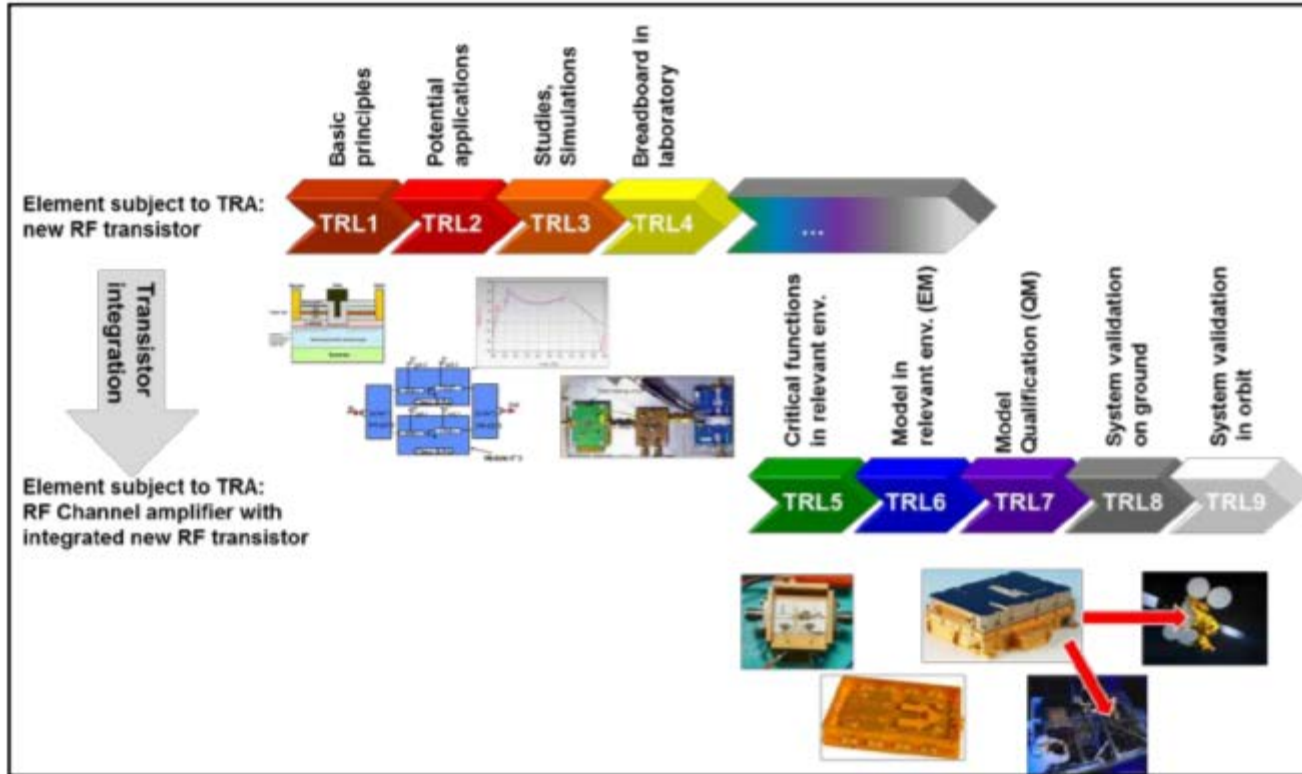 Basic
principles
Potential
applications
Studies,
Simulations
Breadboard in
laboratory
Element subject to TRA:
new RF transistor
TRL1
TRL2
TRL3
TRL4
...
Transistor
integration
Critical functions
in relevant env.
Model in
relevant env. (EM)
Model
Qualification (QM)
System validation
on ground
System validation
in orbit
Element subject to TRA:
RF Channel amplifier with
integrated new RF transistor
TRL5
TRL6
TRL7
TRL8
TRL9